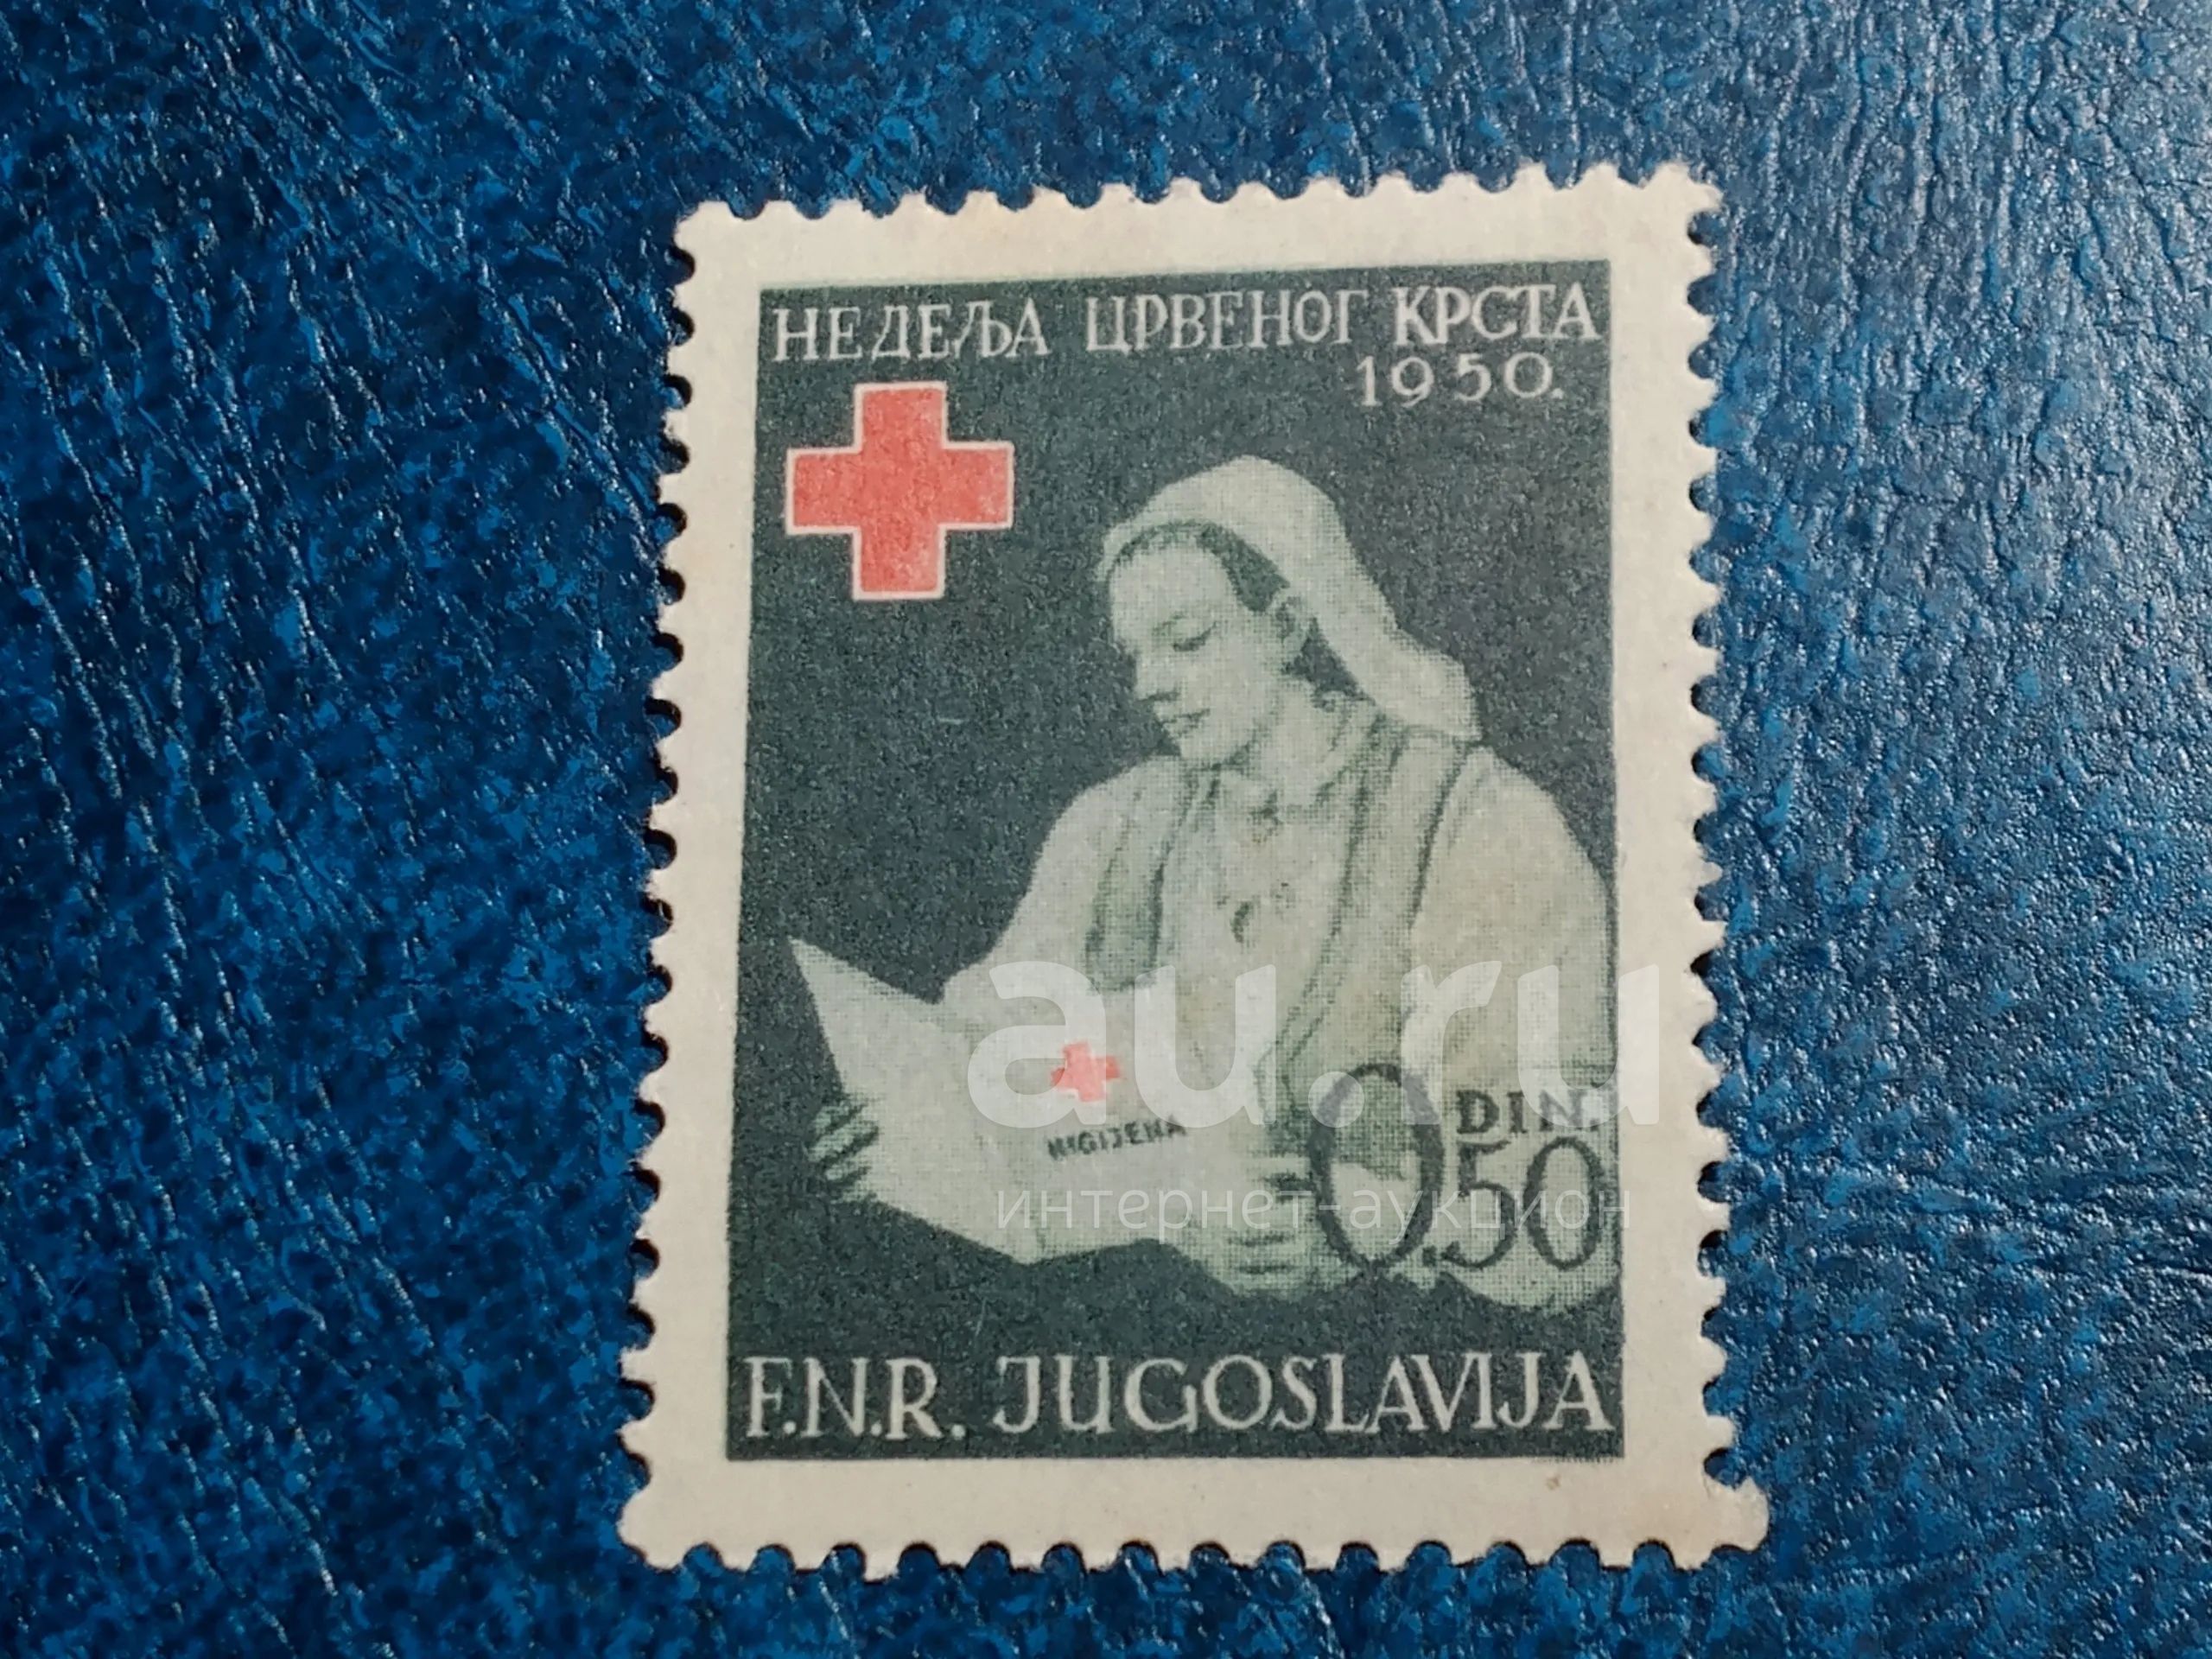 НЕДЕЉА ЦРВЕНОГ КРСТА
1950.
HIGIJENA
DIN.
0.50
F.N.R. JUGOSLAVIJA
au.ru
интернет-аукцион